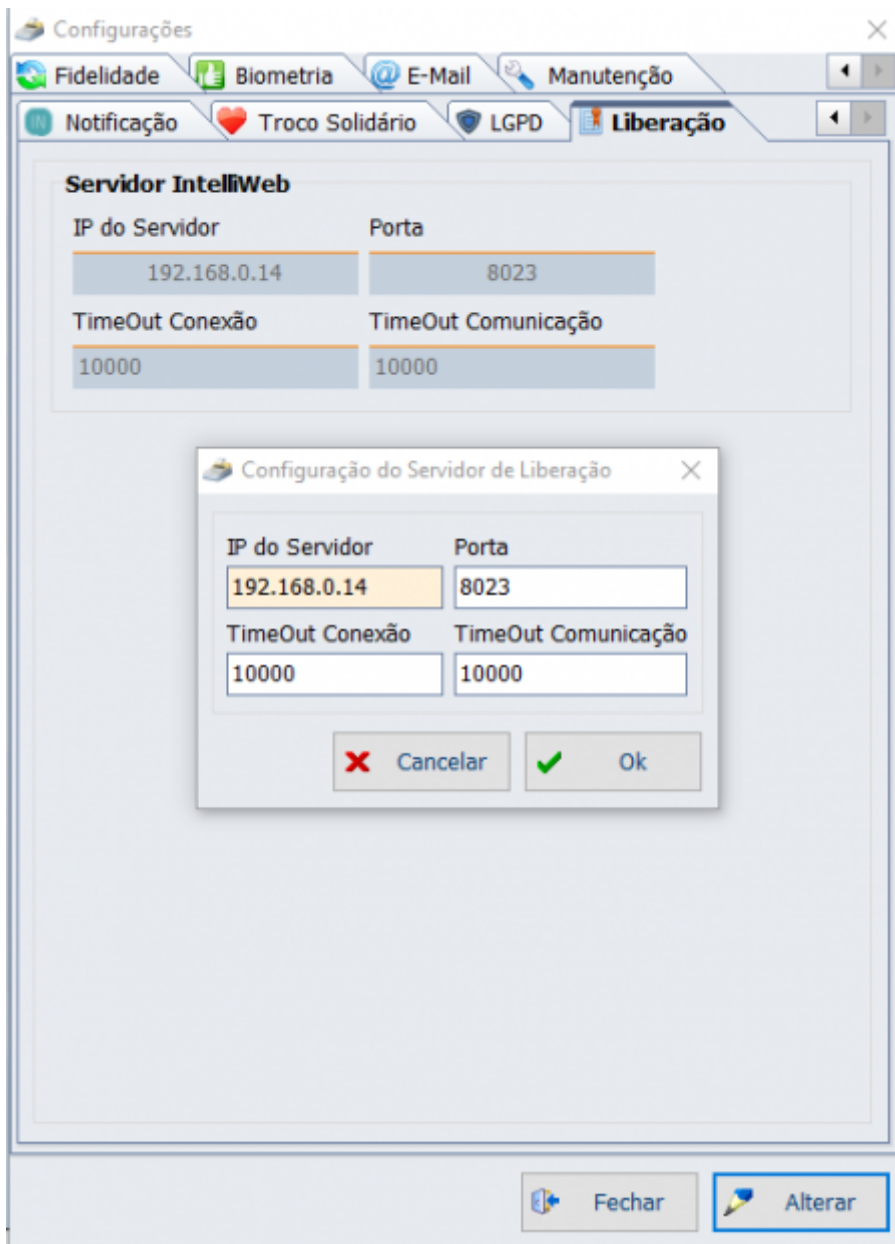 Configurações
Fidelidade Biometria E-Mail Manutenção
IN Notificação Troco Solidário LGPD Liberação
Servidor IntelliWeb
IP do Servidor Porta
192.168.0.14 8023
TimeOut Conexão TimeOut Comunicação
10000 10000
Configuração do Servidor de Liberação
IP do Servidor Porta
192.168.0.14 8023
TimeOut Conexão TimeOut Comunicação
10000 10000
Cancelar Ok
Fechar Alterar